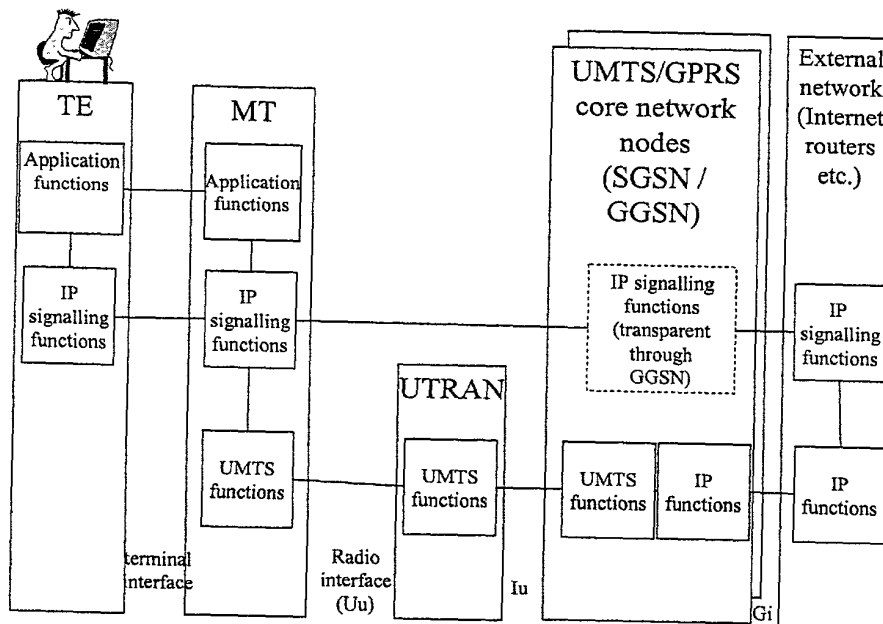 TE
Application
functions
IP
signalling
functions
terminal
interface
MT
Application
functions
IP
signalling
functions
UMTS
functions
Radio
interface
(Uu)
UTRAN
UMTS
functions
Iu
UMTS/GPRS
core network
nodes
(SGSN /
GGSN)
IP signalling
functions
(transparent
through
GGSN)
UMTS
functions
IP
functions
Gi
External
network
(Internet
routers
etc.)
IP
signalling
functions
IP
functions